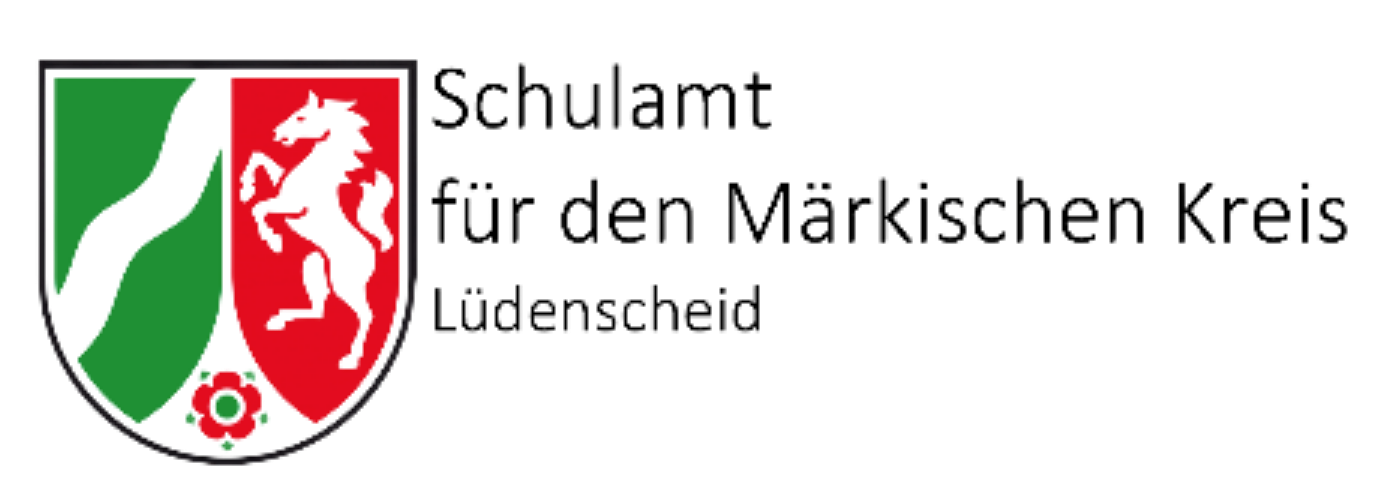 Schulamt
für den Märkischen Kreis
Lüdenscheid